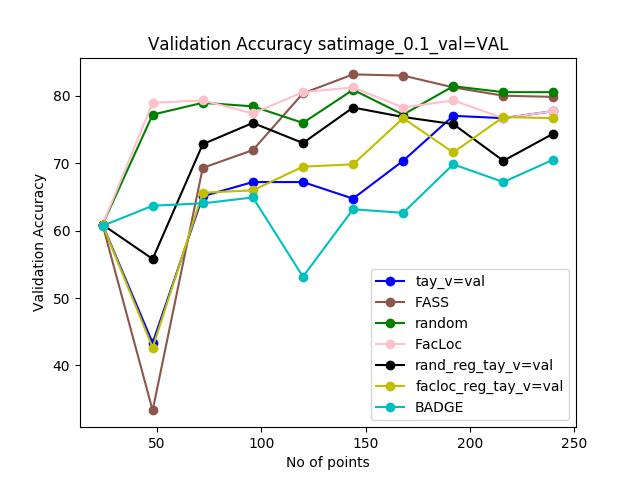 Validation Accuracy satimage_0.1_val=VAL
80
70
60
50
40
Validation Accuracy
50
100
150
200
250
No of points
tay_v=val
FASS
random
FacLoc
rand_reg_tay_v=val
facloc_reg_tay_v=val
BADGE